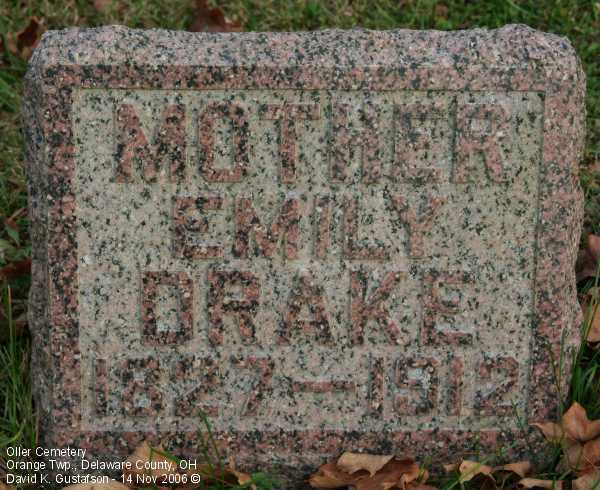 MOTHER
EMILY
DRAKE
1827-1912
Oller Cemetery
Orange Twp., Delaware County, OH
David K. Gustafson - 14 Nov 2006 ©